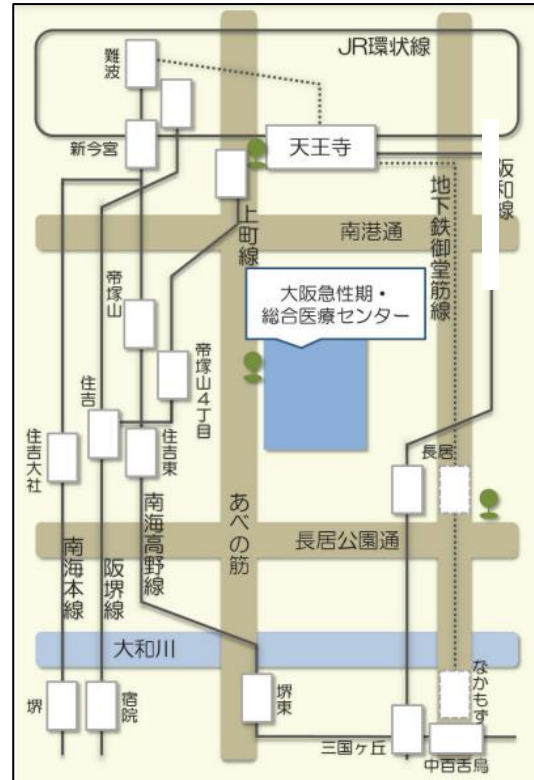 JR環状線
難波
新今宮
天王寺
上町線
南港通
地下鉄御堂筋線
阪和線
大阪急性期・
総合医療センター
帝塚山
帝塚山4丁目
住吉
住吉大社
住吉東
長居
南海本線
阪堺線
南海高野線
あべの筋
長居公園通
大和川
堺
宿院
堺東
三国ヶ丘
なかもず
中百舌鳥